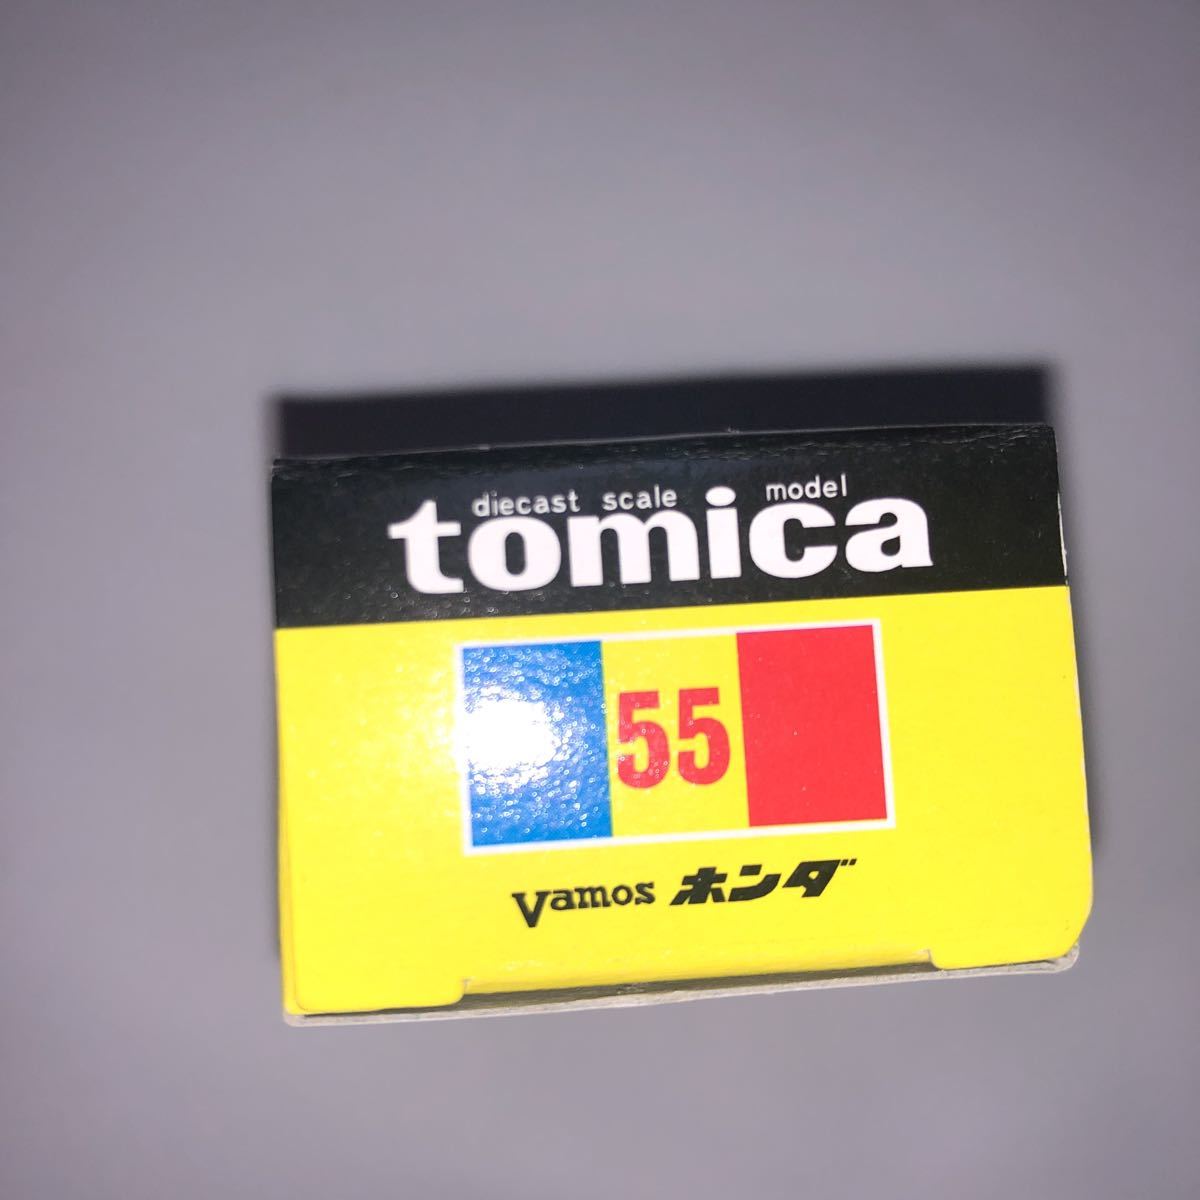 diecast scale model
tomica
55
Vamos ホンダ